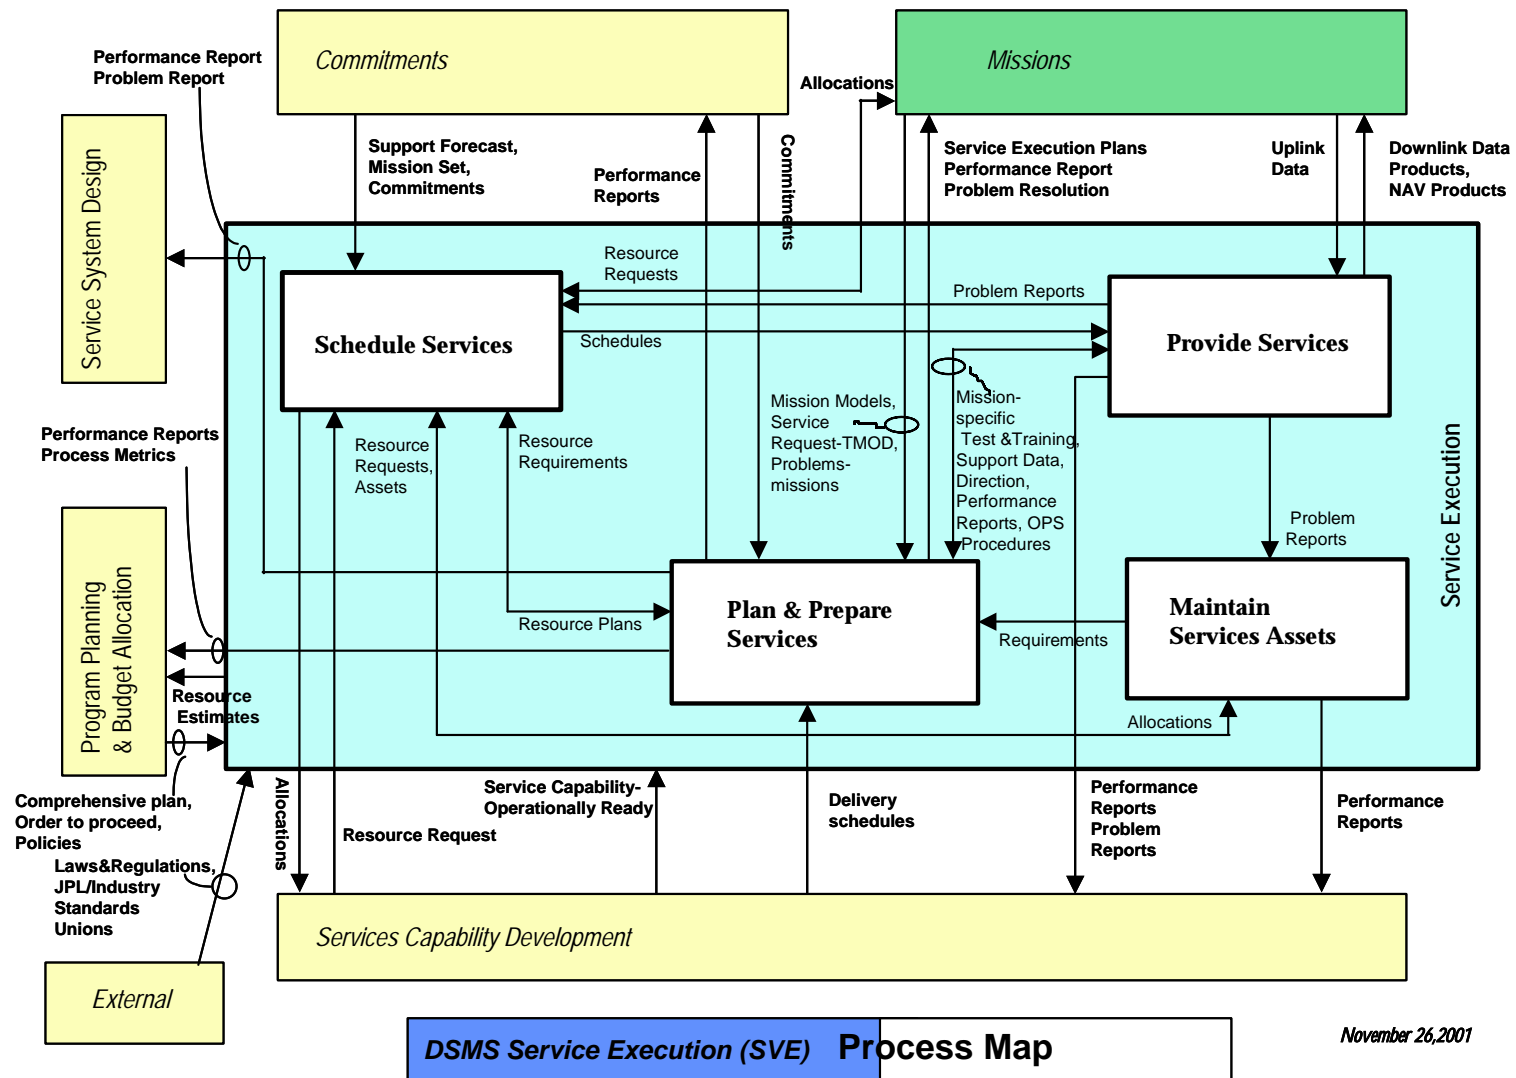 Performance Report
Problem Report
Commitments
Missions
Allocations
Service System Design
Support Forecast,
Mission Set,
Commitments
Performance
Reports
Commitments
Service Execution Plans
Performance Report
Problem Resolution
Uplink
Data
Downlink Data
Products,
NAV Products
Resource
Requests
Problem Reports
Schedule Services
Schedules
Provide Services
Performance Reports
Process Metrics
Resource
Requests,
Assets
Resource
Requirements
Mission Models,
Service
Request-TMOD,
Problems-
missions
Mission-
specific
Test &Training,
Support Data,
Direction,
Performance
Reports, OPS
Procedures
Problem
Reports
Service Execution
Program Planning
& Budget Allocation
Resource Plans
Plan & Prepare
Services
Requirements
Maintain
Services Assets
Resource
Estimates
Allocations
Comprehensive plan,
Order to proceed,
Policies
Allocations
Resource Request
Service Capability-
Operationally Ready
Delivery
schedules
Performance
Reports
Problem
Reports
Performance
Reports
Laws&Regulations,
JPL/Industry
Standards
Unions
Services Capability Development
External
DSMS Service Execution (SVE) Process Map
November 26,2001